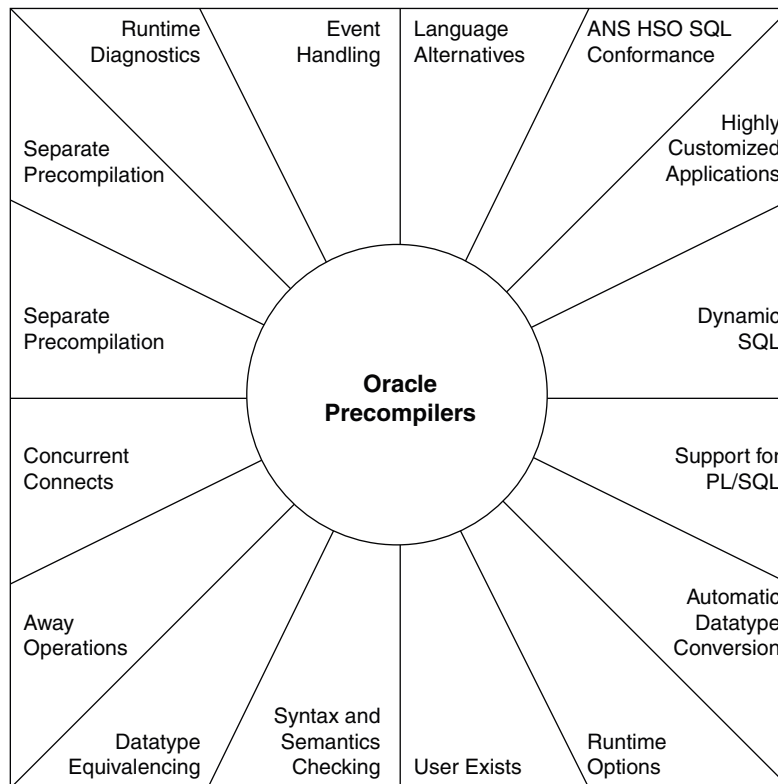 Runtime
Diagnostics
Event
Handling
Language
Alternatives
ANS HSO SQL
Conformance
Highly
Customized
Applications
Dynamic
SQL
Support for
PL/SQL
Automatic
Datatype
Conversion
Runtime
Options
User Exists
Syntax and
Semantics
Checking
Datatype
Equivalencing
Away
Operations
Concurrent
Connects
Separate
Precompilation
Separate
Precompilation
Oracle
Precompilers